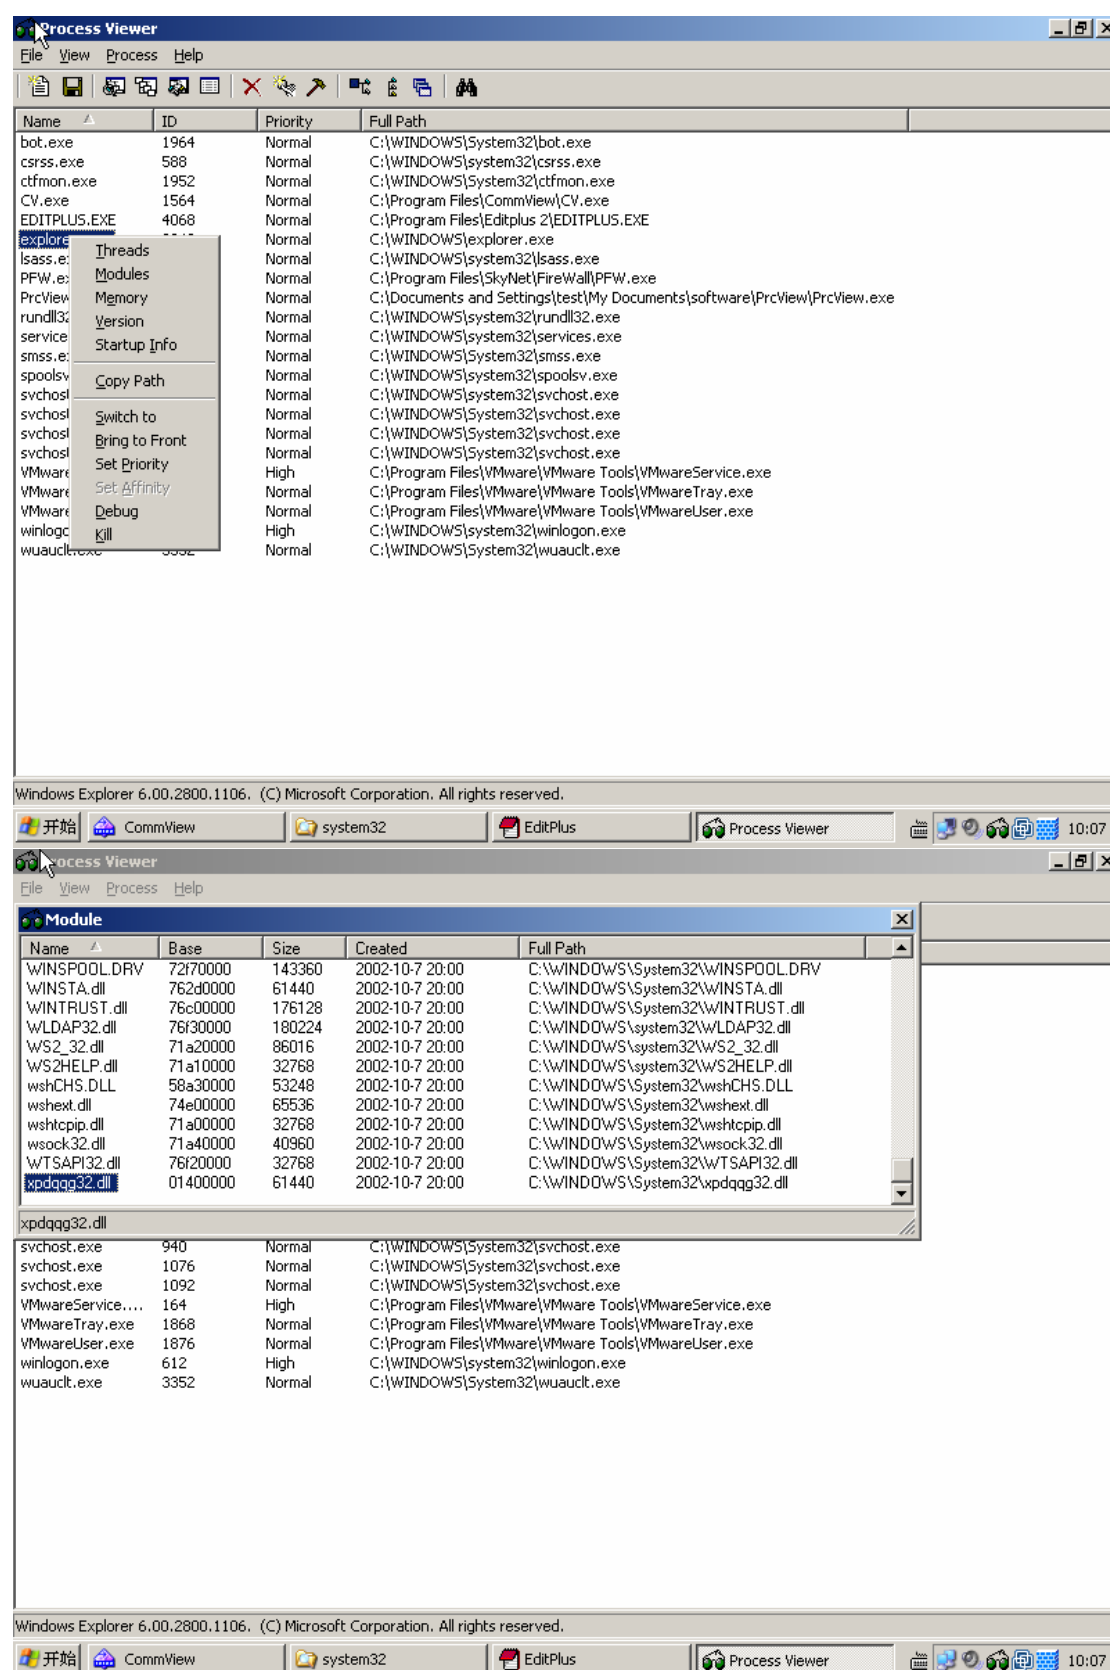 Process Viewer
File View Process Help
Name ID Priority Full Path
bot.exe 1964 Normal C:\WINDOWS\System32\bot.exe
csrss.exe 588 Normal C:\WINDOWS\system32\csrss.exe
ctfmon.exe 1952 Normal C:\WINDOWS\System32\ctfmon.exe
CV.exe 1564 Normal C:\Program Files\CommView\CV.exe
EDITPLUS.EXE 4068 Normal C:\Program Files\Editplus 2\EDITPLUS.EXE
explore Normal C:\WINDOWS\explorer.exe
lsass.e Normal C:\WINDOWS\system32\lsass.exe
PFW.e Normal C:\Program Files\SkyNet\FireWall\PFW.exe
PrcView Normal C:\Documents and Settings\test\My Documents\software\PrcView\PrcView.exe
rundll32 Normal C:\WINDOWS\system32\rundll32.exe
service Normal C:\WINDOWS\system32\services.exe
smss.e Normal C:\WINDOWS\System32\smss.exe
spoolsv Normal C:\WINDOWS\system32\spoolsv.exe
svchos Normal C:\WINDOWS\system32\svchost.exe
svchos Normal C:\WINDOWS\System32\svchost.exe
svchos Normal C:\WINDOWS\System32\svchost.exe
svchos Normal C:\WINDOWS\System32\svchost.exe
VMware High C:\Program Files\VMware\VMware Tools\VMwareService.exe
VMware Normal C:\Program Files\VMware\VMware Tools\VMwareTray.exe
VMware Normal C:\Program Files\VMware\VMware Tools\VMwareUser.exe
winlogo High C:\WINDOWS\system32\winlogon.exe
wuauclt.exe 3352 Normal C:\WINDOWS\System32\wuauclt.exe
Threads
Modules
Memory
Version
Startup Info
Copy Path
Switch to
Bring to Front
Set Priority
Set Affinity
Debug
Kill
Windows Explorer 6.00.2800.1106. (C) Microsoft Corporation. All rights reserved.
开始 CommView system32 EditPlus Process Viewer 10:07
Process Viewer
File View Process Help
Module
Name Base Size Created Full Path
WINSPOOL.DRV 72f70000 143360 2002-10-7 20:00 C:\WINDOWS\System32\WINSPOOL.DRV
WINSTA.dll 762d0000 61440 2002-10-7 20:00 C:\WINDOWS\System32\WINSTA.dll
WINTRUST.dll 76c00000 176128 2002-10-7 20:00 C:\WINDOWS\System32\WINTRUST.dll
WLDAP32.dll 76f30000 180224 2002-10-7 20:00 C:\WINDOWS\system32\WLDAP32.dll
WS2_32.dll 71a20000 86016 2002-10-7 20:00 C:\WINDOWS\system32\WS2_32.dll
WS2HELP.dll 71a10000 32768 2002-10-7 20:00 C:\WINDOWS\system32\WS2HELP.dll
wshCHS.DLL 58a30000 53248 2002-10-7 20:00 C:\WINDOWS\System32\wshCHS.DLL
wshext.dll 74e00000 65536 2002-10-7 20:00 C:\WINDOWS\System32\wshext.dll
wshtcpip.dll 71a00000 32768 2002-10-7 20:00 C:\WINDOWS\System32\wshtcpip.dll
wsock32.dll 71a40000 40960 2002-10-7 20:00 C:\WINDOWS\System32\wsock32.dll
WTSAPI32.dll 76f20000 32768 2002-10-7 20:00 C:\WINDOWS\System32\WTSAPI32.dll
xpdqqg32.dll 01400000 61440 2002-10-7 20:00 C:\WINDOWS\System32\xpdqqg32.dll
xpdqqg32.dll
svchost.exe 940 Normal C:\WINDOWS\System32\svchost.exe
svchost.exe 1076 Normal C:\WINDOWS\System32\svchost.exe
svchost.exe 1092 Normal C:\WINDOWS\System32\svchost.exe
VMwareService.... 164 High C:\Program Files\VMware\VMware Tools\VMwareService.exe
VMwareTray.exe 1868 Normal C:\Program Files\VMware\VMware Tools\VMwareTray.exe
VMwareUser.exe 1876 Normal C:\Program Files\VMware\VMware Tools\VMwareUser.exe
winlogon.exe 612 High C:\WINDOWS\system32\winlogon.exe
wuauclt.exe 3352 Normal C:\WINDOWS\System32\wuauclt.exe
Windows Explorer 6.00.2800.1106. (C) Microsoft Corporation. All rights reserved.
开始 CommView system32 EditPlus Process Viewer 10:07